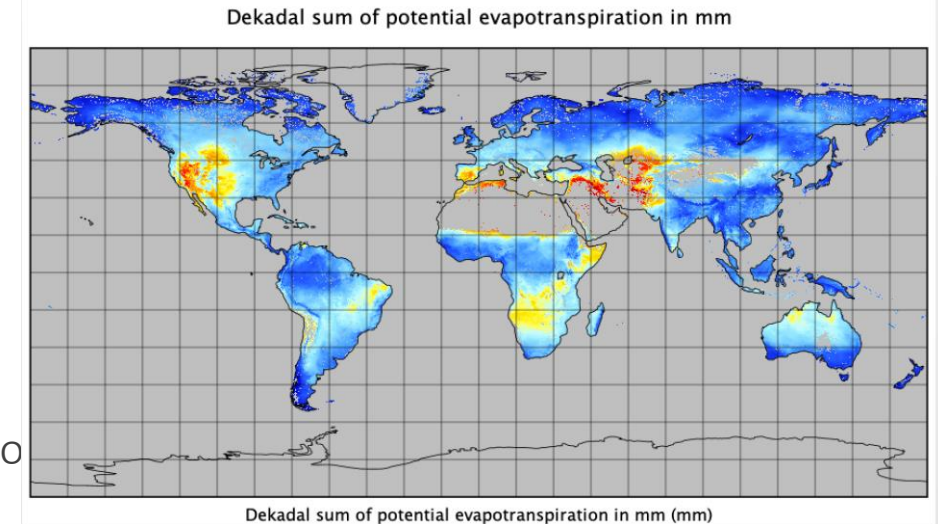 Dekadal sum of potential evapotranspiration in mm
O
Dekadal sum of potential evapotranspiration in mm (mm)